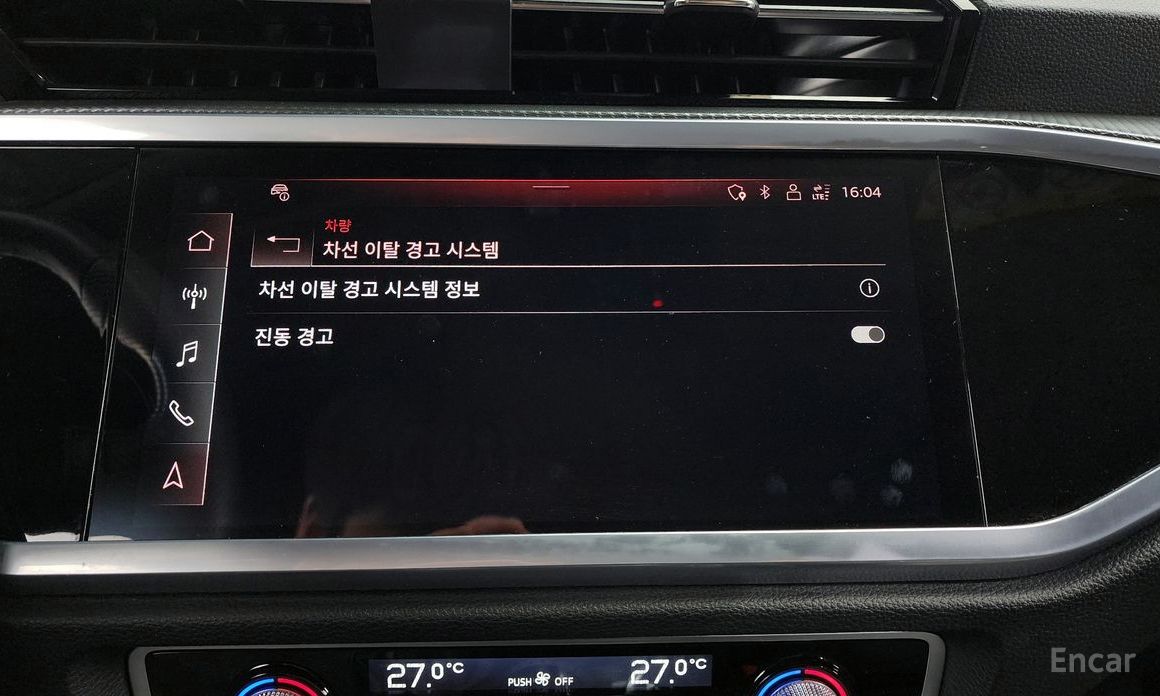 LTE
16:04
차량
차선 이탈 경고 시스템
차선 이탈 경고 시스템 정보
진동 경고
27.0°C
PUSH OFF
27.0°C
Encar